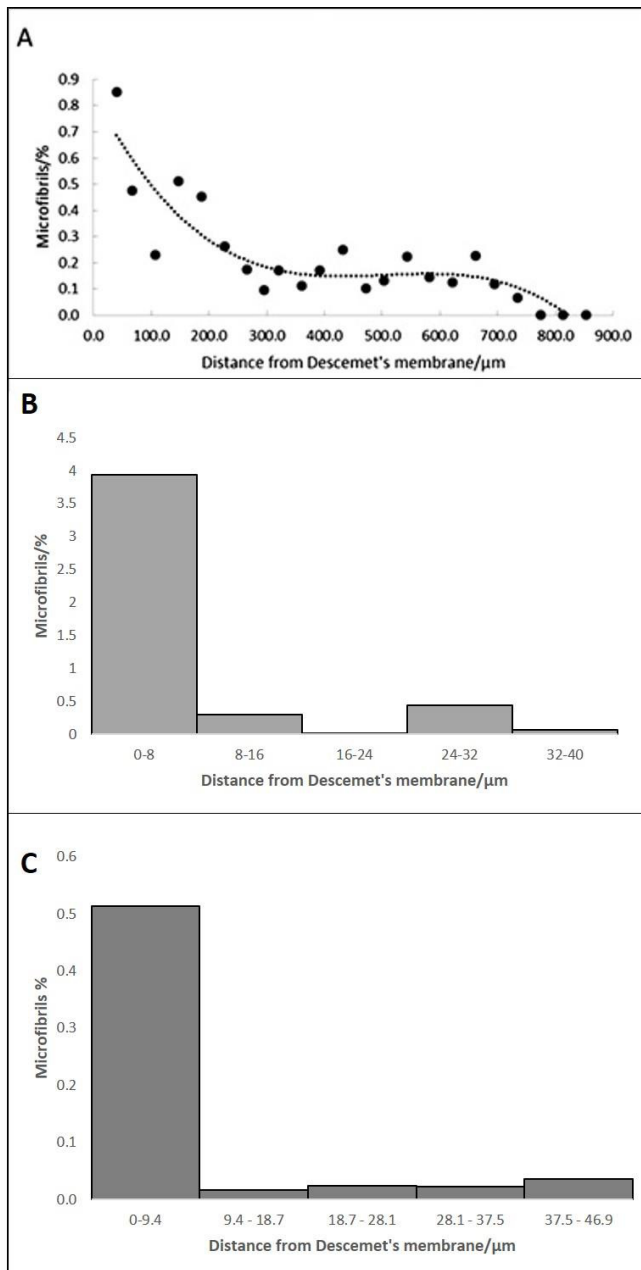 A
0.9
0.8
0.7
0.6
0.5
0.4
0.3
0.2
0.1
0.0
Microfibrils/%
0.0 100.0 200.0 300.0 400.0 500.0 600.0 700.0 800.0 900.0
Distance from Descemet's membrane/µm
B
4.5
4
3.5
3
2.5
2
1.5
1
0.5
0
Microfibrils/%
0-8 8-16 16-24 24-32 32-40
Distance from Descemet's membrane/µm
C
0.6
0.5
0.4
0.3
0.2
0.1
0.0
Microfibrils %
0-9.4 9.4 - 18.7 18.7 - 28.1 28.1 - 37.5 37.5 - 46.9
Distance from Descemet's membrane/µm